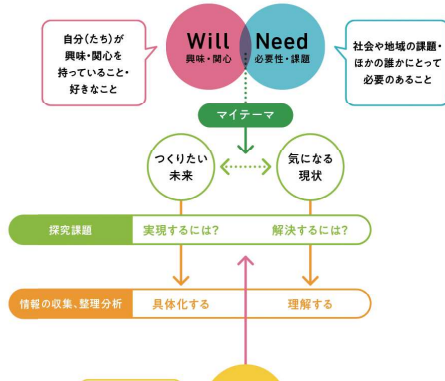 自分(たち)が
興味・関心を
持っていること・
好きなこと
Will
興味・関心
Need
必要性・課題
社会や地域の課題・
ほかの誰かにとって
必要のあること
マイテーマ
つくりたい
未来
気になる
現状
探究課題
実現するには?
解決するには?
情報の収集、整理分析
具体化する
理解する